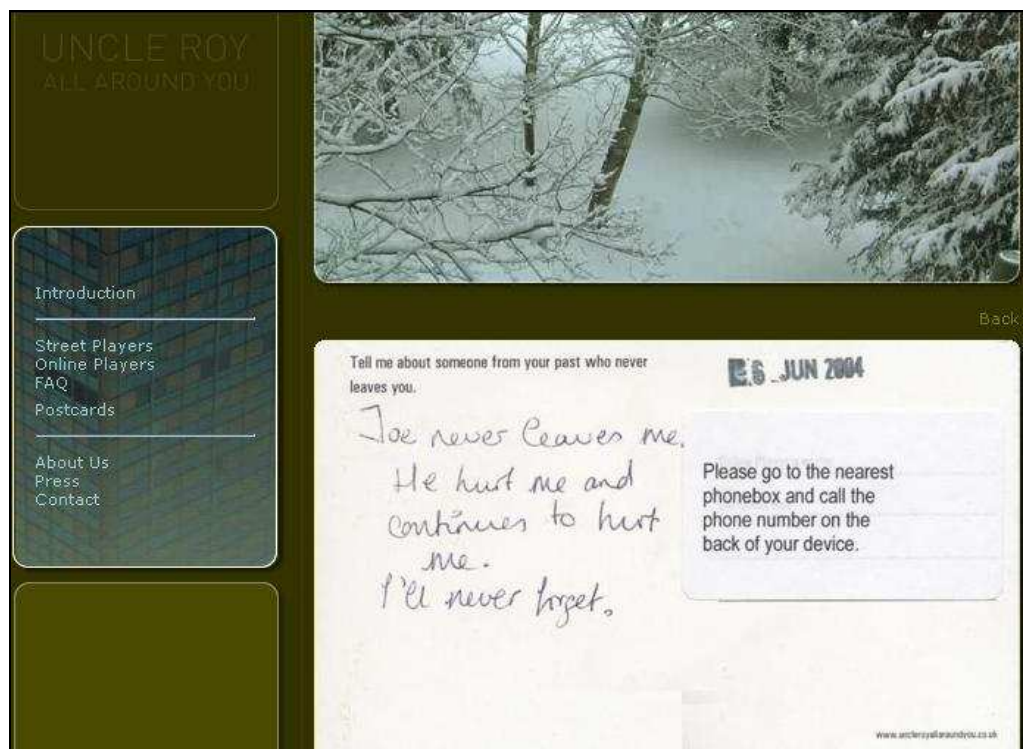 UNCLE ROY
ALL AROUND YOU
Introduction
Street Players
Online Players
FAQ
Postcards
About Us
Press
Contact
Back
Tell me about someone from your past who never
leaves you.
Joe never leaves me.
He hurt me and
continues to hurt
me.
I'll never forget.
JUN 2004
Please go to the nearest
phonebox and call the
phone number on the
back of your device.
www.uncleroyallaroundyou.co.uk